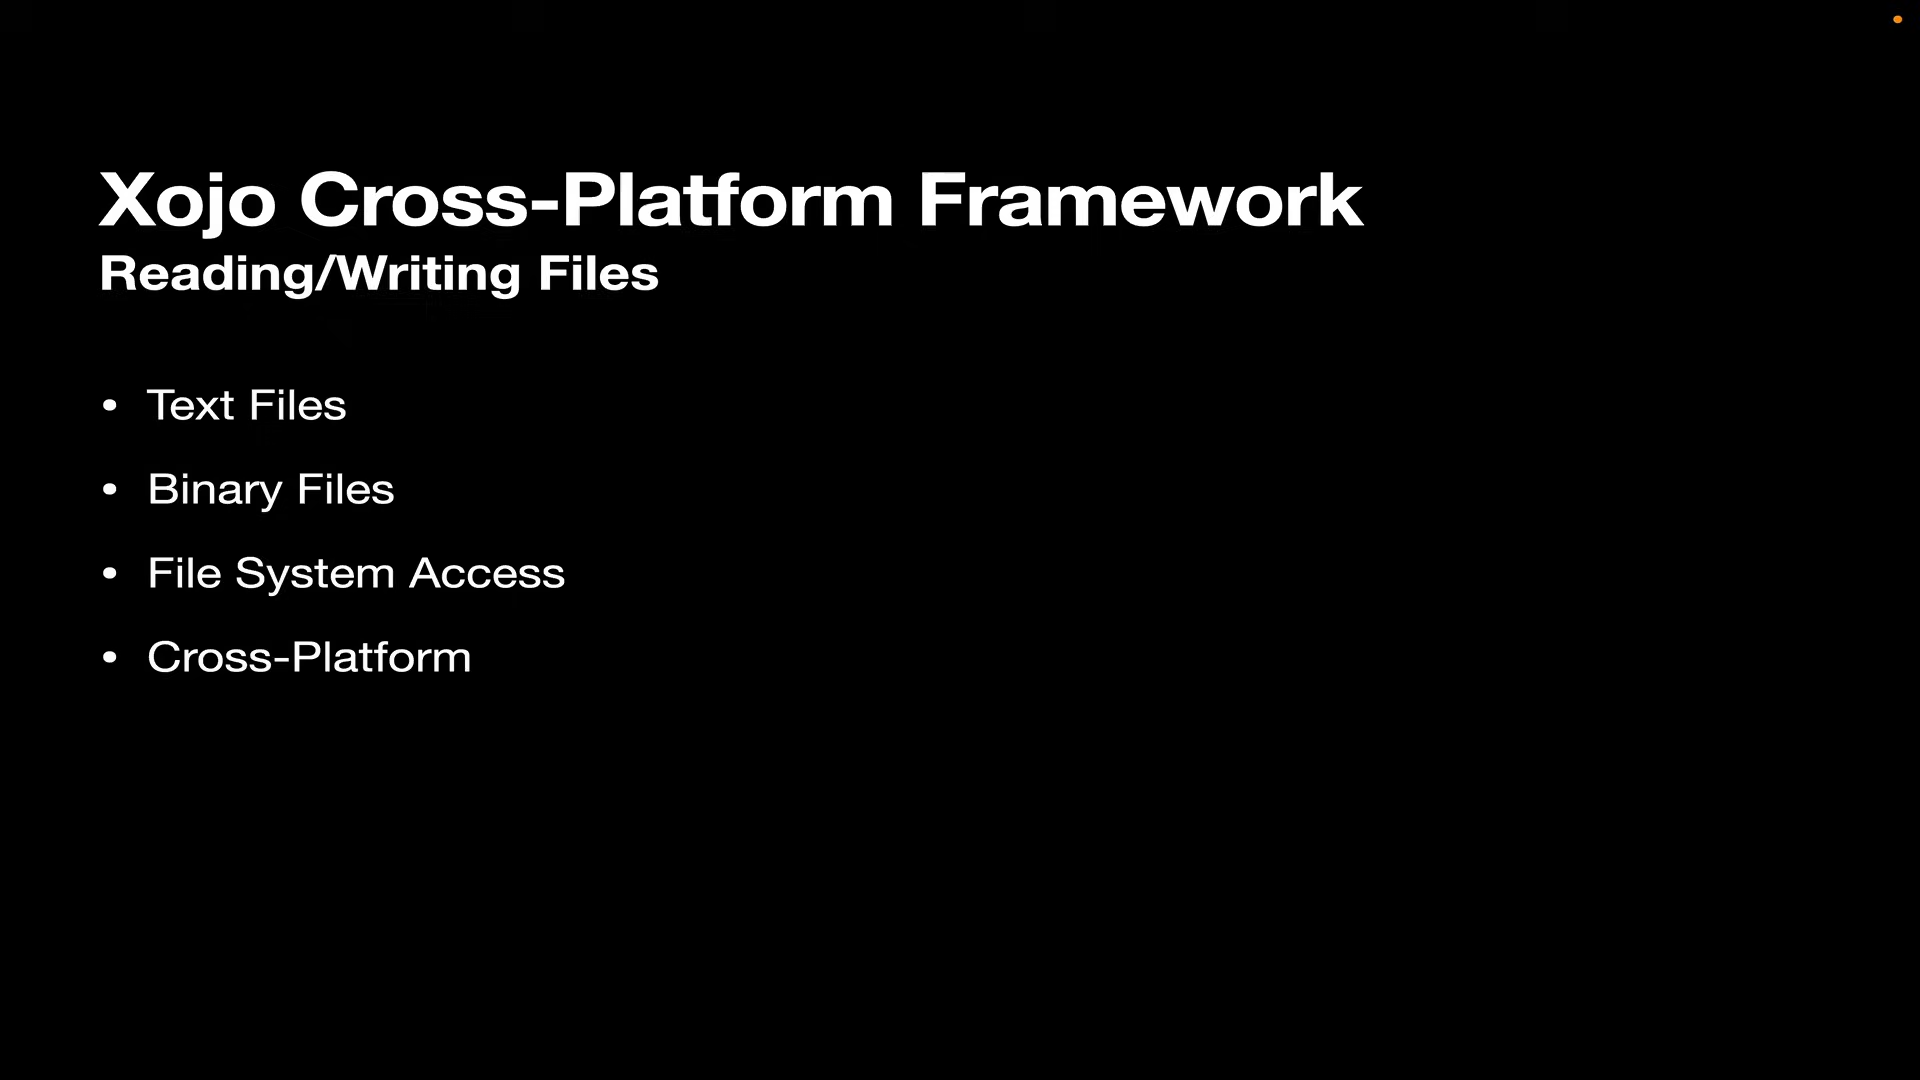 Xojo Cross-Platform Framework
Reading/Writing Files
• Text Files
• Binary Files
• File System Access
• Cross-Platform